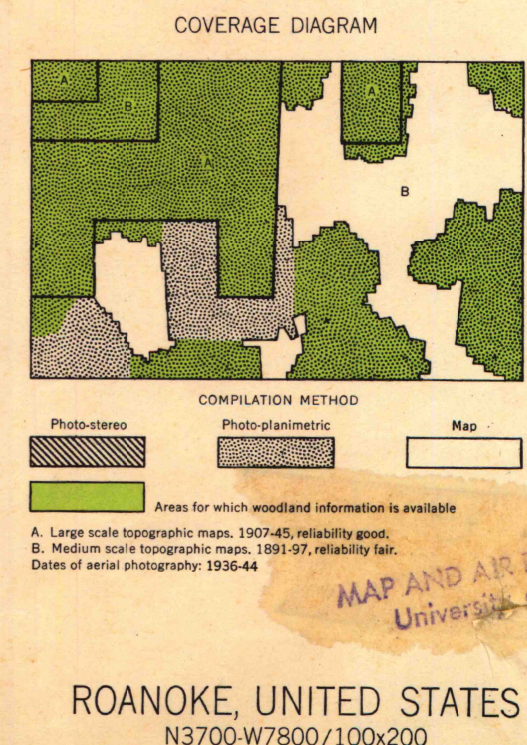 COVERAGE DIAGRAM
A
B
A
A
B
COMPILATION METHOD
Photo-stereo Photo-planimetric Map
Areas for which woodland information is available
A. Large scale topographic maps. 1907-45, reliability good.
B. Medium scale topographic maps. 1891-97, reliability fair.
Dates of aerial photography: 1936-44
MAP AND AIR
University
ROANOKE, UNITED STATES
N3700-W7800/100x200